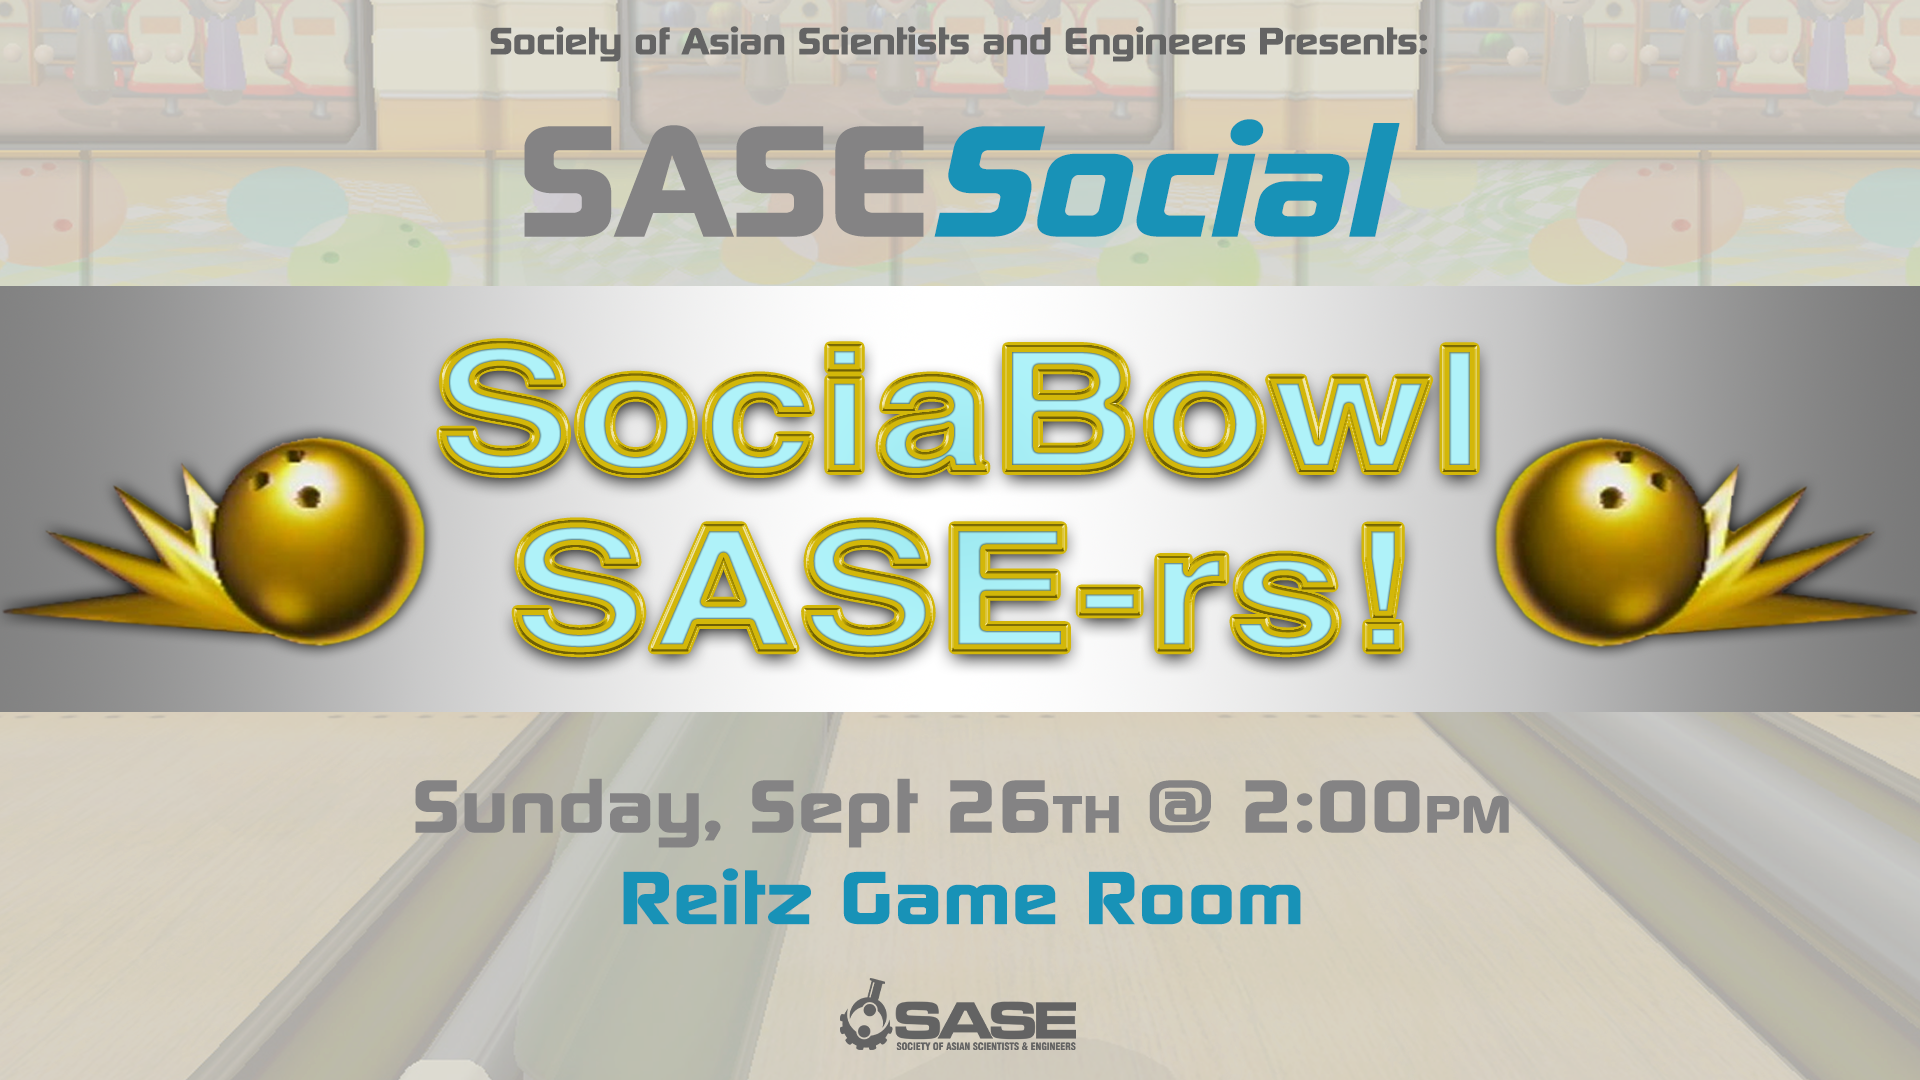 Society of Asian Scientists and Engineers Presents:
SASESocial
SociaBowl
SASE-rs!
Sunday, Sept 26TH @ 2:00PM
Reitz Game Room
SASE
SOCIETY OF ASIAN SCIENTISTS & ENGINEERS